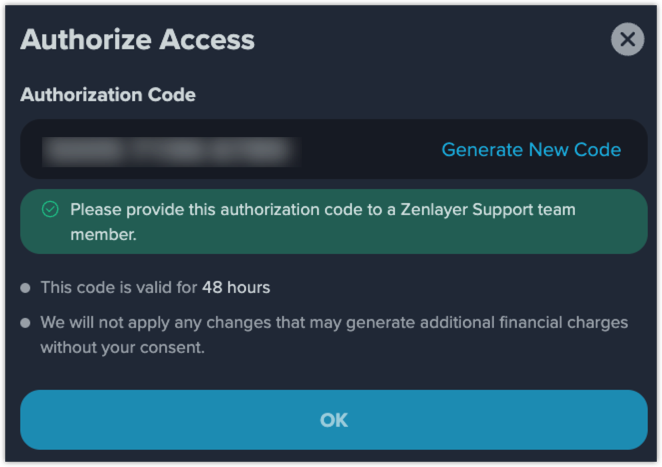 Authorize Access
Authorization Code
Generate New Code
Please provide this authorization code to a Zenlayer Support team
member.
This code is valid for 48 hours
We will not apply any changes that may generate additional financial charges
without your consent.
OK